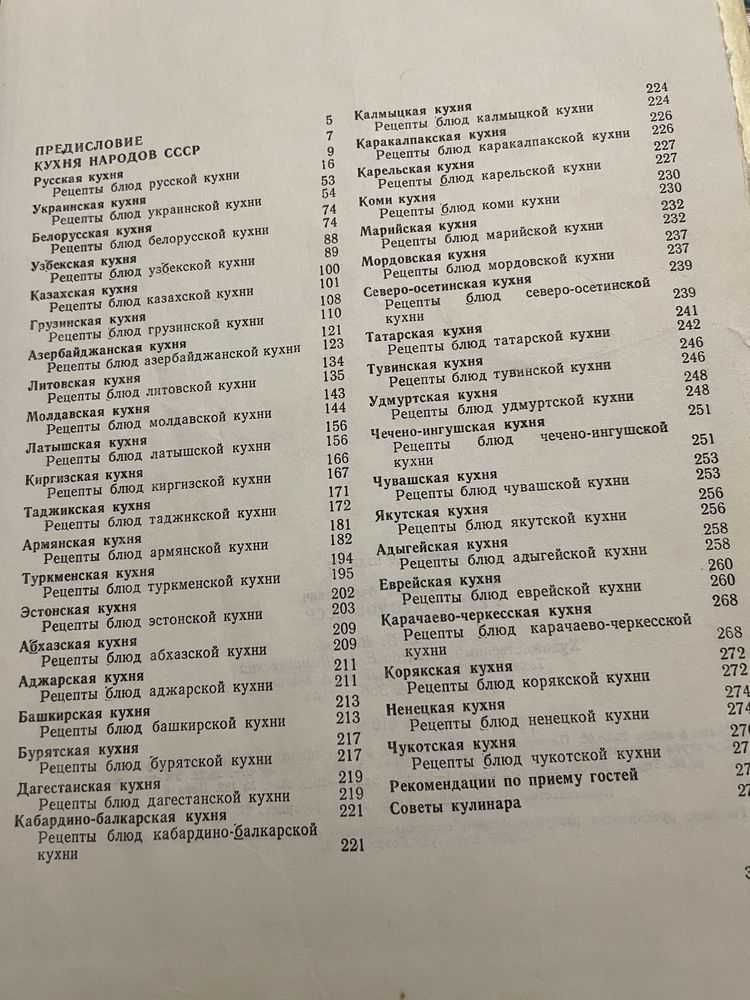 ПРЕДИСЛОВИЕ 5
КУХНЯ НАРОДОВ СССР 7
Русская кухня 9
Рецепты блюд русской кухни 16
Украинская кухня 53
Рецепты блюд украинской кухни 54
Белорусская кухня 74
Рецепты блюд белорусской кухни 74
Узбекская кухня 88
Рецепты блюд узбекской кухни 89
Казахская кухня 100
Рецепты блюд казахской кухни 101
Грузинская кухня 108
Рецепты блюд грузинской кухни 110
Азербайджанская кухня 121
Рецепты блюд азербайджанской кухни 123
Литовская кухня 134
Рецепты блюд литовской кухни 135
Молдавская кухня 143
Рецепты блюд молдавской кухни 144
Латышская кухня 156
Рецепты блюд латышской кухни 156
Киргизская кухня 166
Рецепты блюд киргизской кухни 167
Таджикская кухня 171
Рецепты блюд таджикской кухни 172
Армянская кухня 181
Рецепты блюд армянской кухни 182
Туркменская кухня 194
Рецепты блюд туркменской кухни 195
Эстонская кухня 202
Рецепты блюд эстонской кухни 203
Абхазская кухня 209
Рецепты блюд абхазской кухни 209
Аджарская кухня 211
Рецепты блюд аджарской кухни 211
Башкирская кухня 213
Рецепты блюд башкирской кухни 213
Бурятская кухня 217
Рецепты блюд бурятской кухни 217
Дагестанская кухня 219
Рецепты блюд дагестанской кухни 219
Кабардино-балкарская кухня 221
Рецепты блюд кабардино-балкарской
кухни 221
Калмыцкая кухня 224
Рецепты блюд калмыцкой кухни 224
Каракалпакская кухня 226
Рецепты блюд каракалпакской кухни 226
Карельская кухня 227
Рецепты блюд карельской кухни 227
Коми кухня 230
Рецепты блюд коми кухни 230
Марийская кухня 232
Рецепты блюд марийской кухни 232
Мордовская кухня 237
Рецепты блюд мордовской кухни 237
Северо-осетинская кухня 239
Рецепты блюд северо-осетинской
кухни 239
Татарская кухня 241
Рецепты блюд татарской кухни 242
Тувинская кухня 246
Рецепты блюд тувинской кухни 246
Удмуртская кухня 248
Рецепты блюд удмуртской кухни 248
Чечено-ингушская кухня 251
Рецепты блюд чечено-ингушской
кухни 251
Чувашская кухня 253
Рецепты блюд чувашской кухни 253
Якутская кухня 256
Рецепты блюд якутской кухни 256
Адыгейская кухня 258
Рецепты блюд адыгейской кухни 258
Еврейская кухня 260
Рецепты блюд еврейской кухни 260
Карачаево-черкесская кухня 268
Рецепты блюд карачаево-черкесской
кухни 268
Корякская кухня 272
Рецепты блюд корякской кухни 272
Ненецкая кухня 274
Рецепты блюд ненецкой кухни 274
Чукотская кухня
Рецепты блюд чукотской кухни
Рекомендации по приему гостей
Советы кулинара